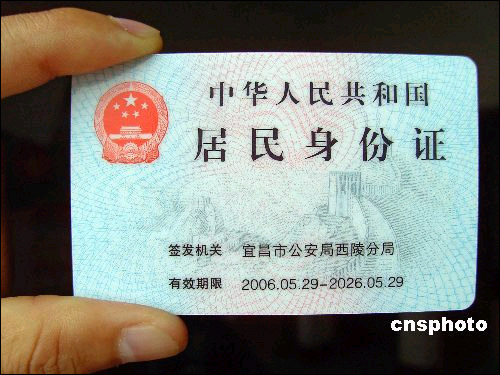 中华人民共和国
居民身份证
签发机关 宜昌市公安局西陵分局
有效期限 2006.05.29-2026.05.29
cnsphoto